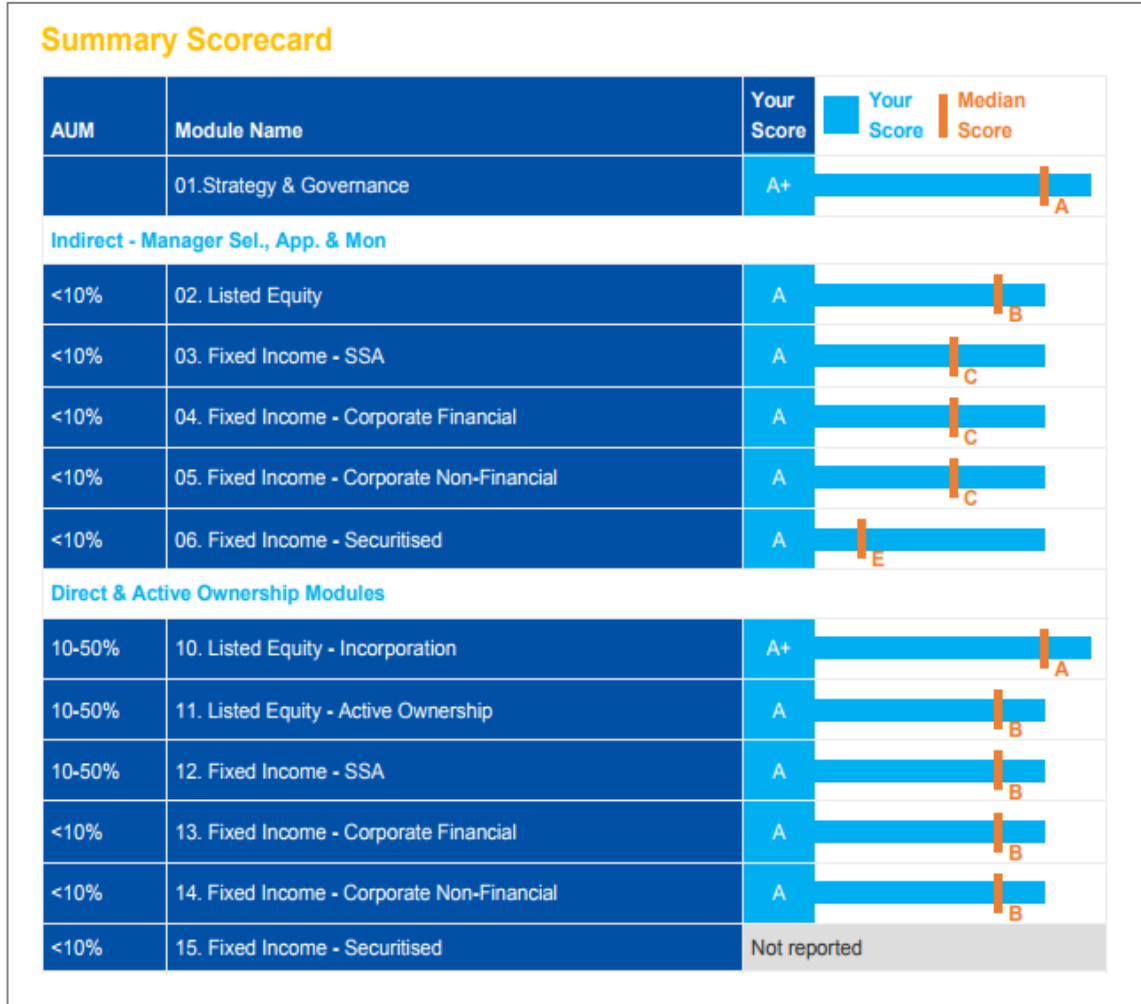 Summary Scorecard
AUM Module Name Your Score Your Score Median Score
01.Strategy & Governance A+ A
Indirect - Manager Sel., App. & Mon
<10% 02. Listed Equity A B
<10% 03. Fixed Income - SSA A C
<10% 04. Fixed Income - Corporate Financial A C
<10% 05. Fixed Income - Corporate Non-Financial A C
<10% 06. Fixed Income - Securitised A E
Direct & Active Ownership Modules
10-50% 10. Listed Equity - Incorporation A+ A
10-50% 11. Listed Equity - Active Ownership A B
10-50% 12. Fixed Income - SSA A B
<10% 13. Fixed Income - Corporate Financial A B
<10% 14. Fixed Income - Corporate Non-Financial A B
<10% 15. Fixed Income - Securitised Not reported